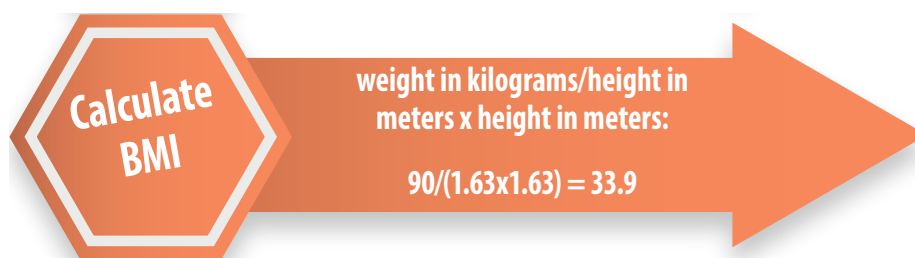 Calculate
BMI
weight in kilograms/height in
meters x height in meters:
90/(1.63x1.63) = 33.9